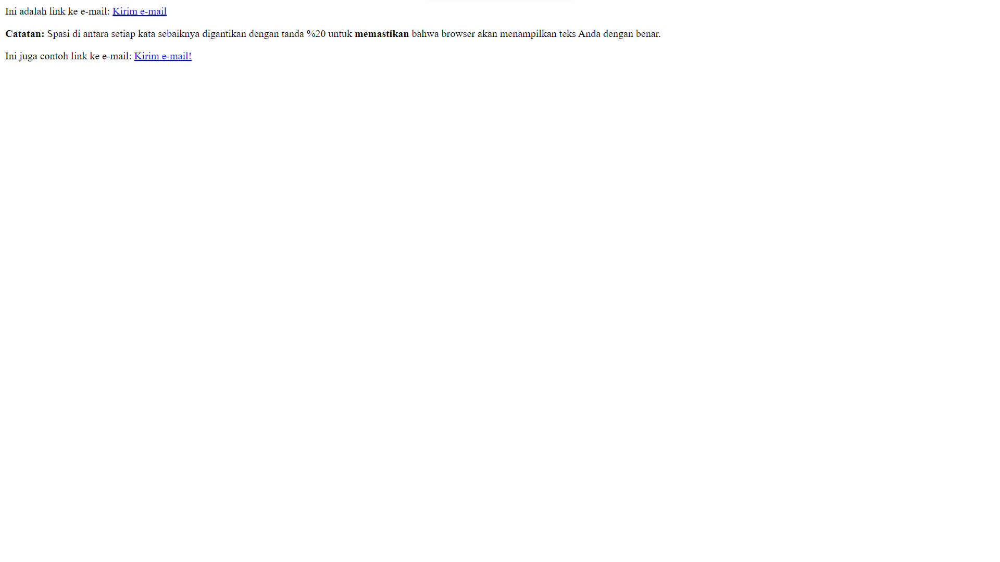 Ini adalah link ke e-mail: Kirim e-mail
Catatan: Spasi di antara setiap kata sebaiknya digantikan dengan tanda %20 untuk memastikan bahwa browser akan menampilkan teks Anda dengan benar.
Ini juga contoh link ke e-mail: Kirim e-mail!